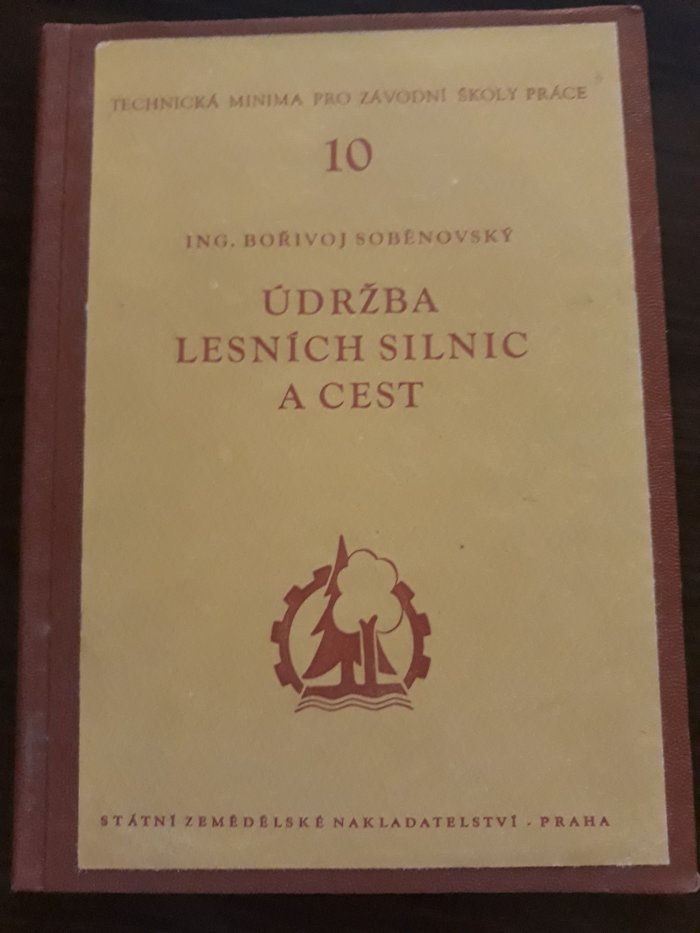 TECHNICKÁ MINIMA PRO ZÁVODNÍ ŠKOLY PRÁCE
10
ING. BOŘIVOJ SOBĚNOVSKÝ
ÚDRŽBA
LESNÍCH SILNIC
A CEST
STÁTNÍ ZEMĚDĚLSKÉ NAKLADATELSTVÍ - PRAHA